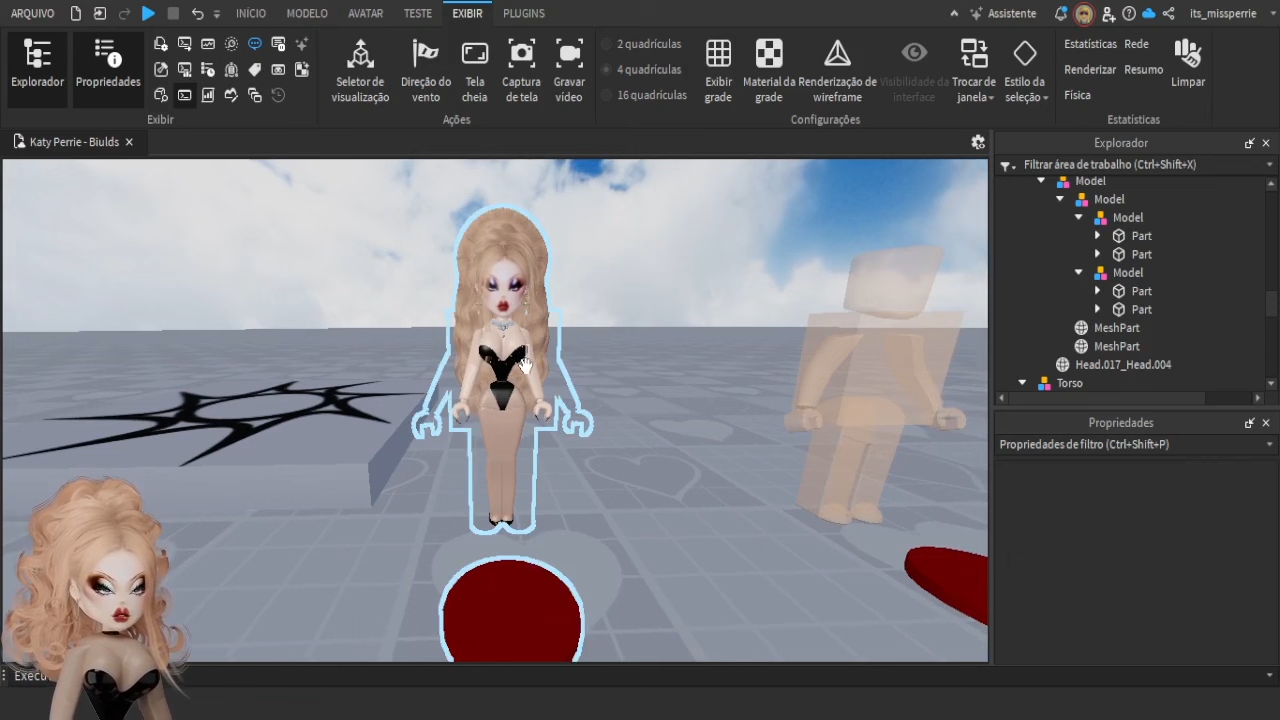 ARQUIVO
INÍCIO MODELO AVATAR TESTE EXIBIR PLUGINS
Assistente
its_missperrie
Explorador
Propriedades
Exibir
Seletor de visualização
Direção do vento
Tela cheia
Captura de tela
Gravar vídeo
Ações
2 quadrículas
4 quadrículas
16 quadrículas
Exibir grade
Material da grade
Renderização de wireframe
Visibilidade da interface
Trocar de janela
Estilo da seleção
Configurações
Estatísticas Rede
Renderizar Resumo
Física
Limpar
Estatísticas
Katy Perrie - Biulds
Explorador
Filtrar área de trabalho (Ctrl+Shift+X)
Model
Model
Model
Part
Part
Model
Part
Part
MeshPart
MeshPart
Head.017_Head.004
Torso
Propriedades
Propriedades de filtro (Ctrl+Shift+P)